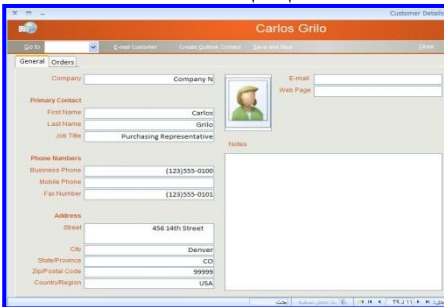 Customer Details
Carlos Grilo
Go to
E-mail Customer
Create Outlook Contact
Save and New
Close
General
Orders
Company Company N
Primary Contact
First Name Carlos
Last Name Grilo
Job Title Purchasing Representative
Phone Numbers
Business Phone (123)555-0100
Mobile Phone
Fax Number (123)555-0101
Address
Street 456 14th Street
City Denver
State/Province CO
Zip/Postal Code 99999
Country/Region USA
E-mail
Web Page
Notes
بحث